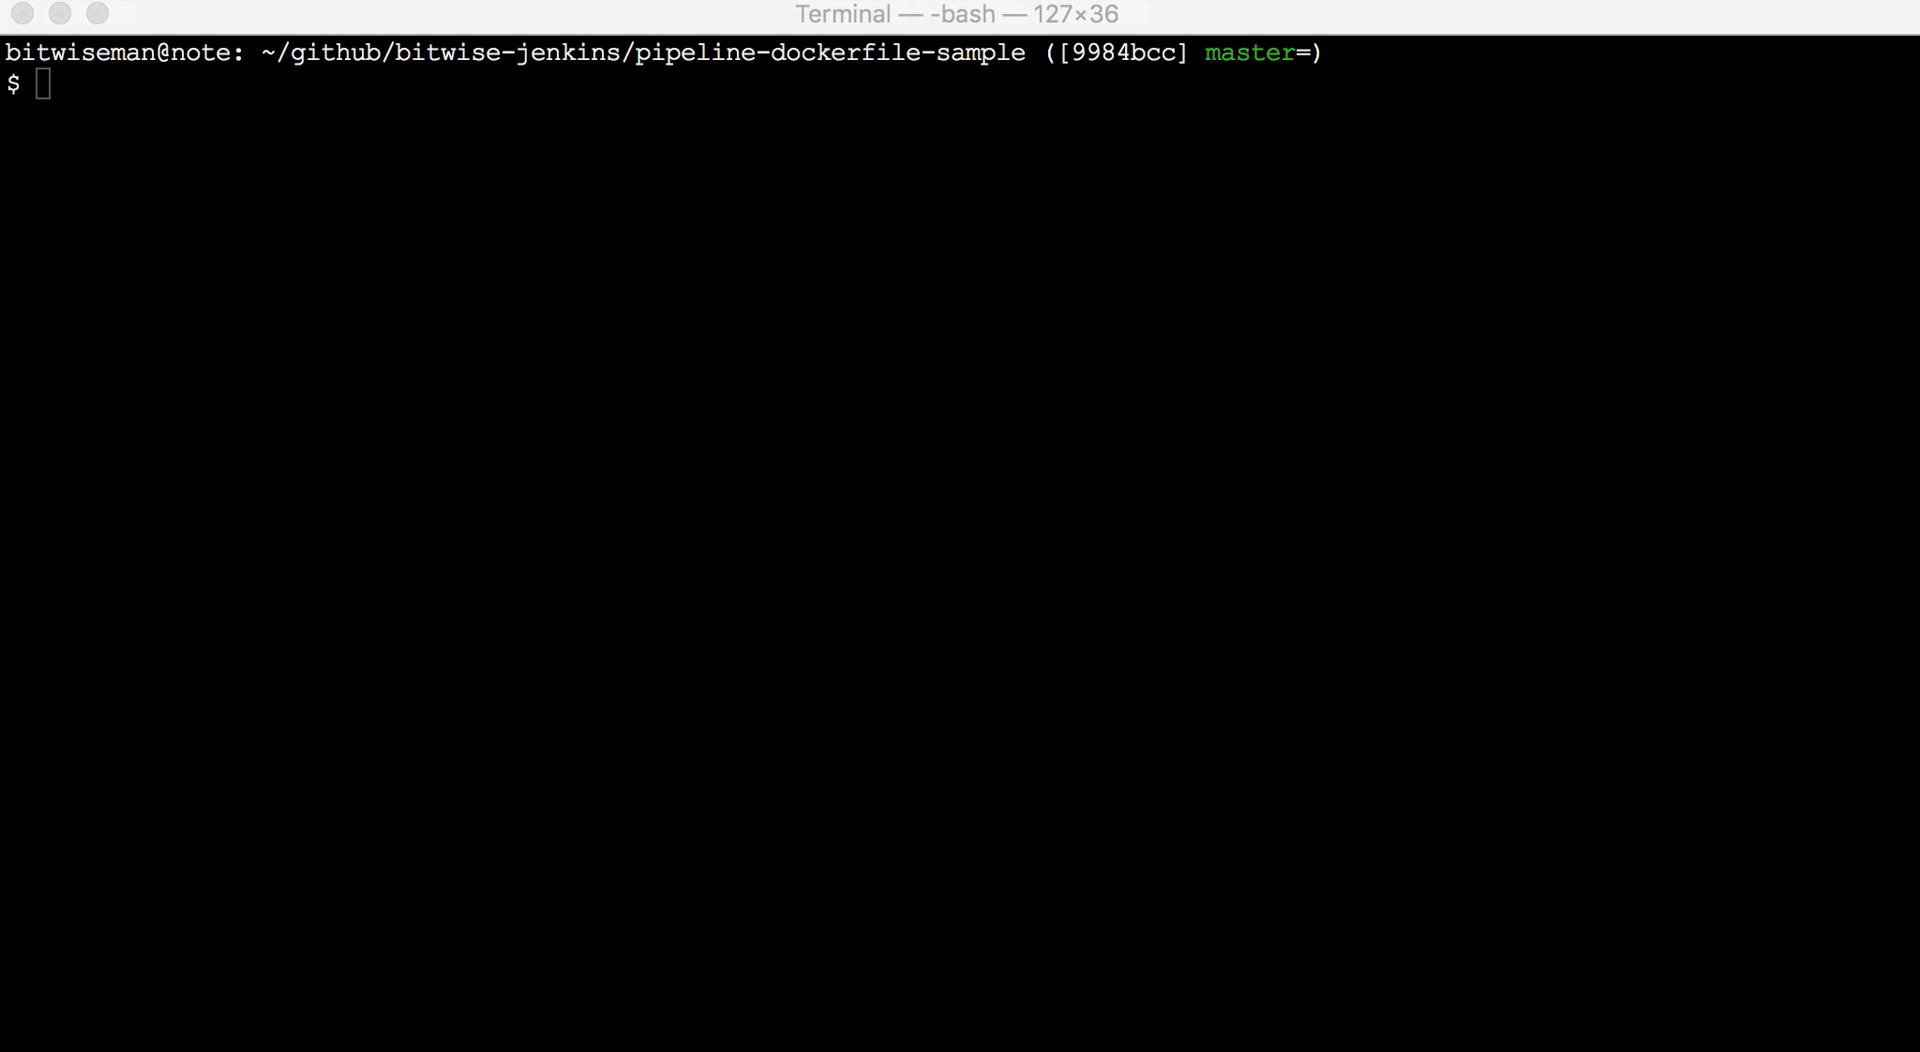 Terminal — -bash — 127×36
bitwiseman@note: ~/github/bitwise-jenkins/pipeline-dockerfile-sample ([9984bcc] master=)
$